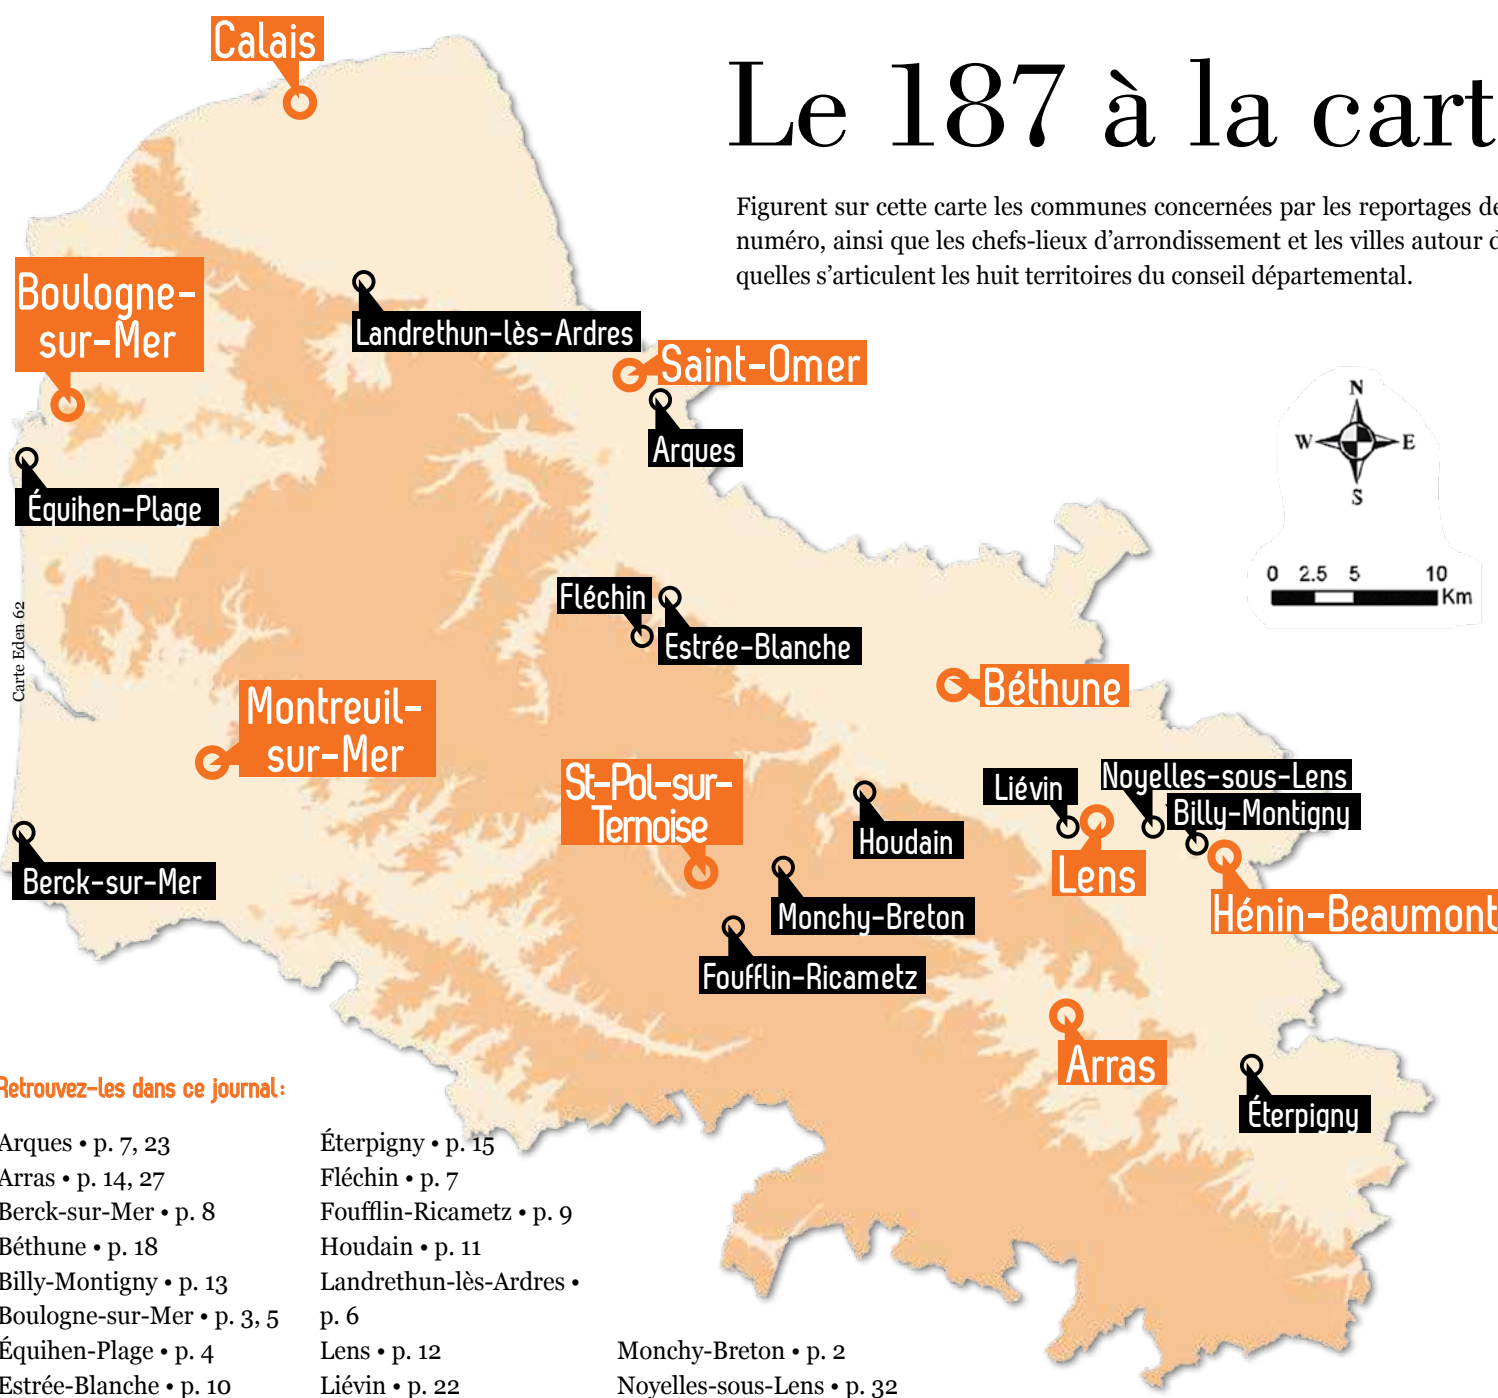 Le 187 à la cart
Figurent sur cette carte les communes concernées par les reportages de
numéro, ainsi que les chefs-lieux d'arrondissement et les villes autour d
quelles s'articulent les huit territoires du conseil départemental.
Calais
Boulogne-
sur-Mer
Landrethun-lès-Ardres
Saint-Omer
Arques
Équihen-Plage
N
W E
S
0 2.5 5 10
Km
Carte Eden 62
Fléchin
Estrée-Blanche
Béthune
Montreuil-
sur-Mer
St-Pol-sur-
Ternoise
Houdain
Liévin
Noyelles-sous-Lens
Billy-Montigny
Lens
Hénin-Beaumont
Berck-sur-Mer
Monchy-Breton
Foufflin-Ricametz
Arras
Éterpigny
Retrouvez-les dans ce journal:
Arques • p. 7, 23
Arras • p. 14, 27
Berck-sur-Mer • p. 8
Béthune • p. 18
Billy-Montigny • p. 13
Boulogne-sur-Mer • p. 3, 5
Équihen-Plage • p. 4
Estrée-Blanche • p. 10
Éterpigny • p. 15
Fléchin • p. 7
Foufflin-Ricametz • p. 9
Houdain • p. 11
Landrethun-lès-Ardres •
p. 6
Lens • p. 12
Liévin • p. 22
Monchy-Breton • p. 2
Noyelles-sous-Lens • p. 32